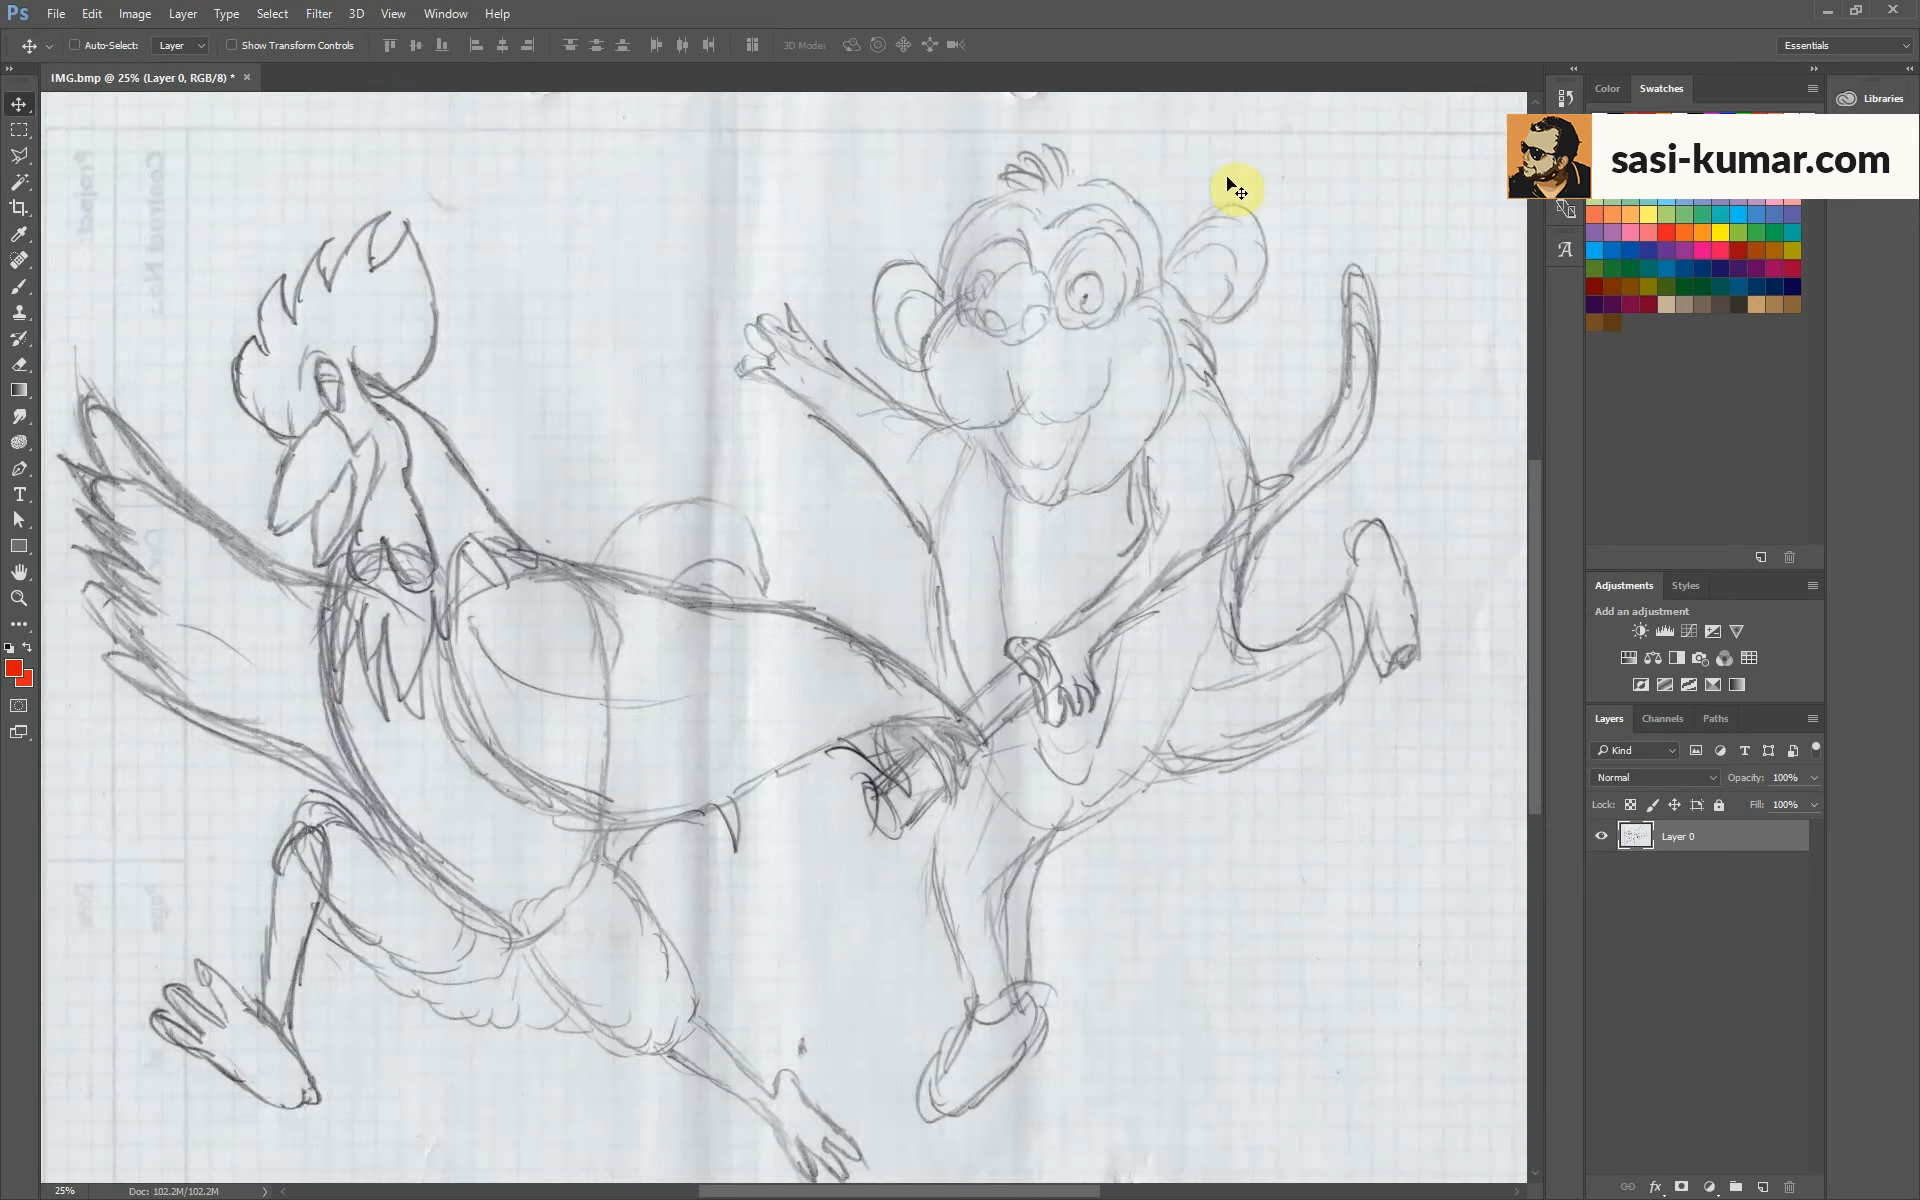 Ps File Edit Image Layer Type Select Filter 3D View Window Help
Auto-Select: Layer Show Transform Controls 3D Mode: Essentials
IMG.bmp @ 25% (Layer 0, RGB/8) *
Color Swatches Libraries
sasi-kumar.com
Adjustments Styles
Add an adjustment
Layers Channels Paths
Kind
Normal Opacity: 100%
Lock: Fill: 100%
Layer 0
fx
25% Doc: 102.2M/102.2M